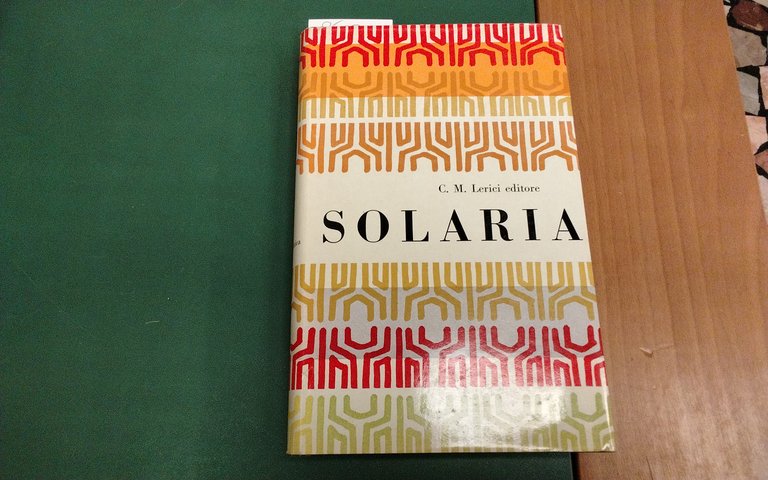 C. M. Lerici editore
SOLARIA